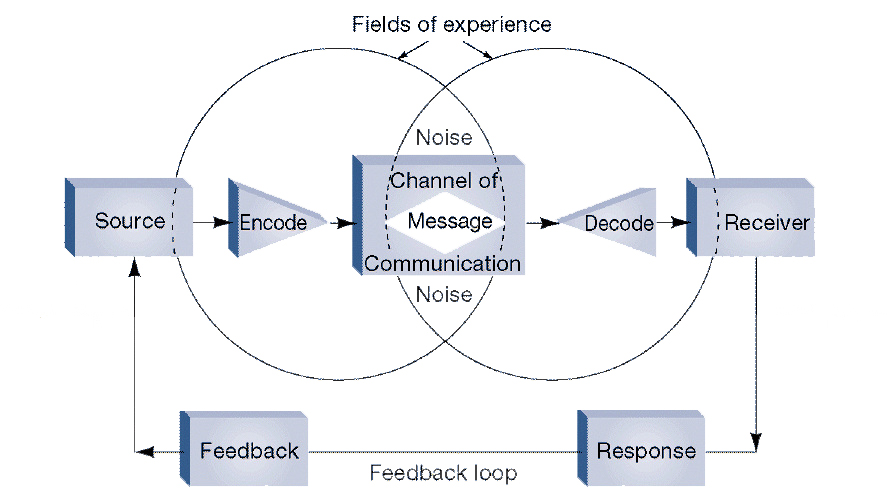 Fields of experience
Noise
Channel of
Source
Encode
Message
Decode
Receiver
Communication
Noise
Feedback
Response
Feedback loop